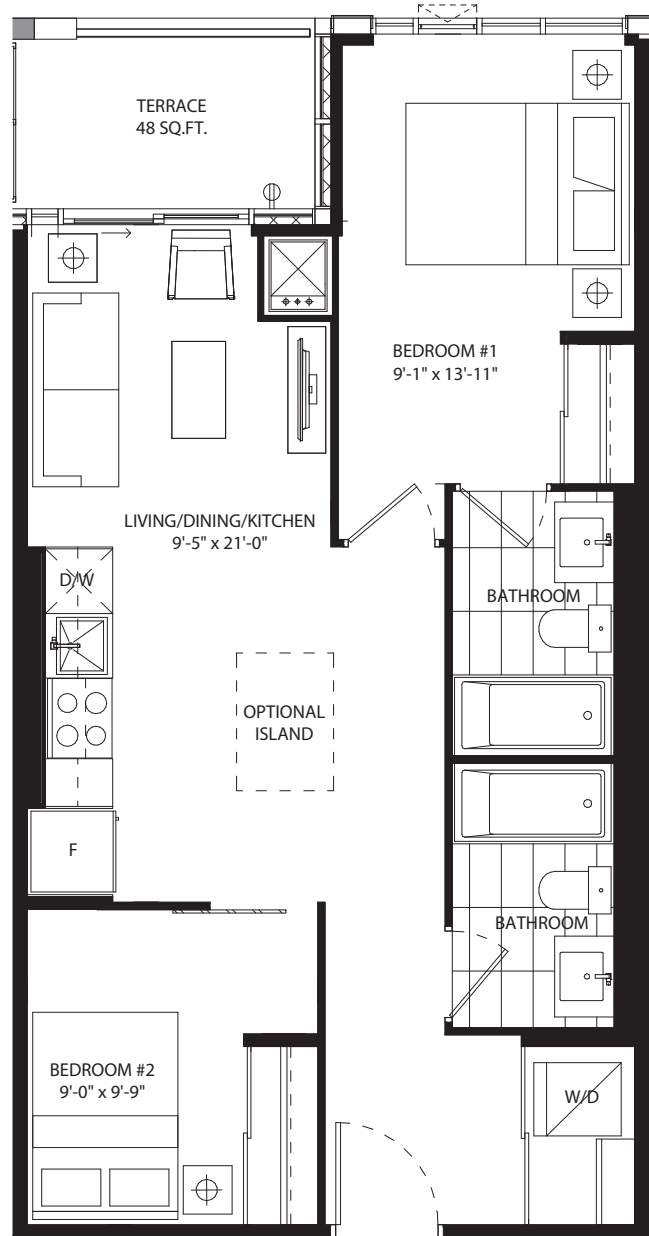 TERRACE
48 SQ.FT.
BEDROOM #1
9'-1" x 13'-11"
LIVING/DINING/KITCHEN
9'-5" x 21'-0"
D/W
BATHROOM
OPTIONAL
ISLAND
F
BATHROOM
BEDROOM #2
9'-0" x 9'-9"
W/D